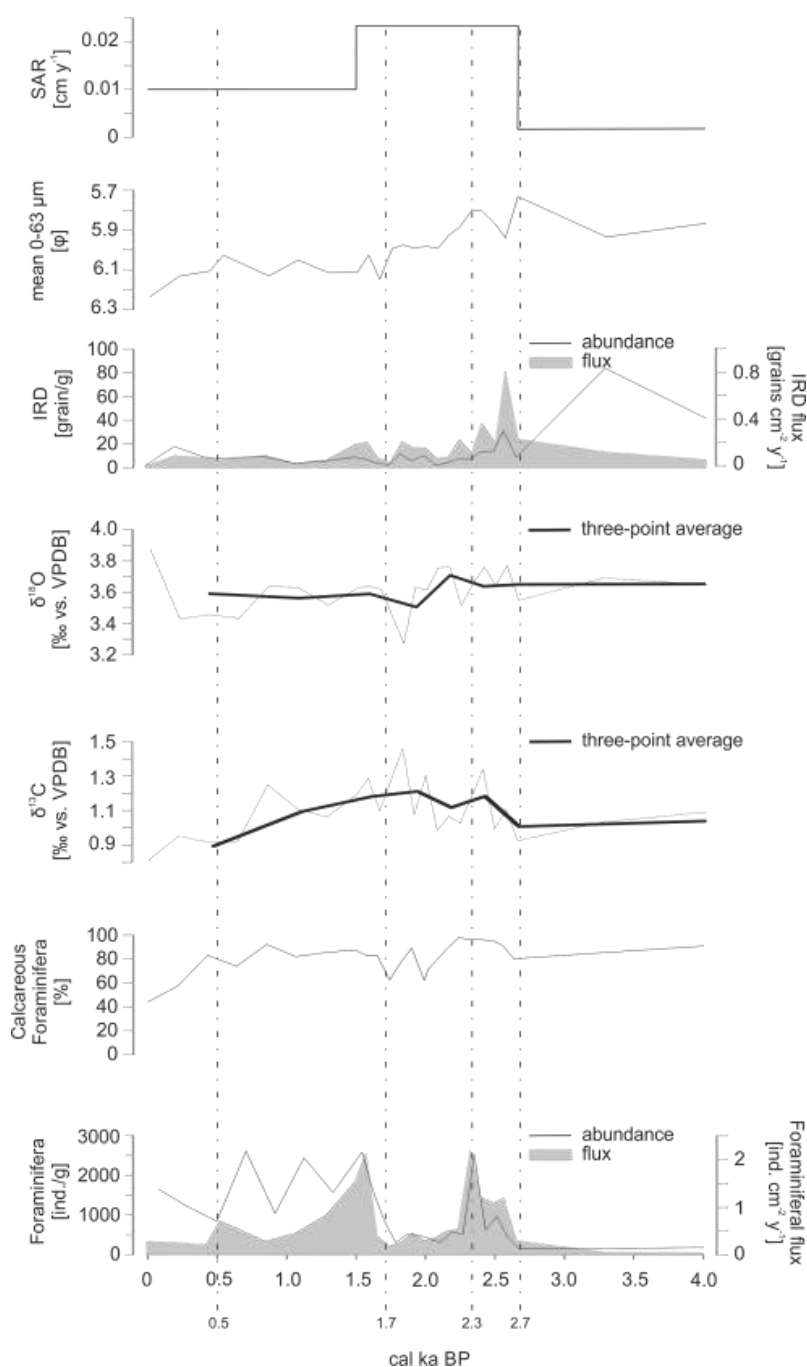 SAR
[cm y⁻¹]
0.02
0.01
0
mean 0-63 µm
[φ]
5.7
5.9
6.1
6.3
IRD
[grain/g]
100
80
60
40
20
0
abundance
flux
0.8
0.4
0
IRD flux
[grains cm⁻² y⁻¹]
δ¹⁸O
[‰ vs. VPDB]
4.0
3.8
3.6
3.4
3.2
three-point average
δ¹³C
[‰ vs. VPDB]
1.5
1.3
1.1
0.9
three-point average
Calcareous
Foraminifera
[%]
100
80
60
40
20
0
Foraminifera
[ind./g]
3000
2000
1000
0
abundance
flux
2
1
0
Foraminiferal flux
[ind. cm⁻² y⁻¹]
0 0.5 1.0 1.5 2.0 2.5 3.0 3.5 4.0
0.5 1.7 2.3 2.7
cal ka BP